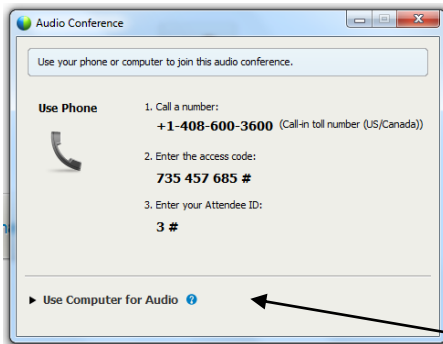 Audio Conference
Use your phone or computer to join this audio conference.
Use Phone
1. Call a number:
+1-408-600-3600 (Call-in toll number (US/Canada))
2. Enter the access code:
735 457 685 #
3. Enter your Attendee ID:
3 #
Use Computer for Audio ?